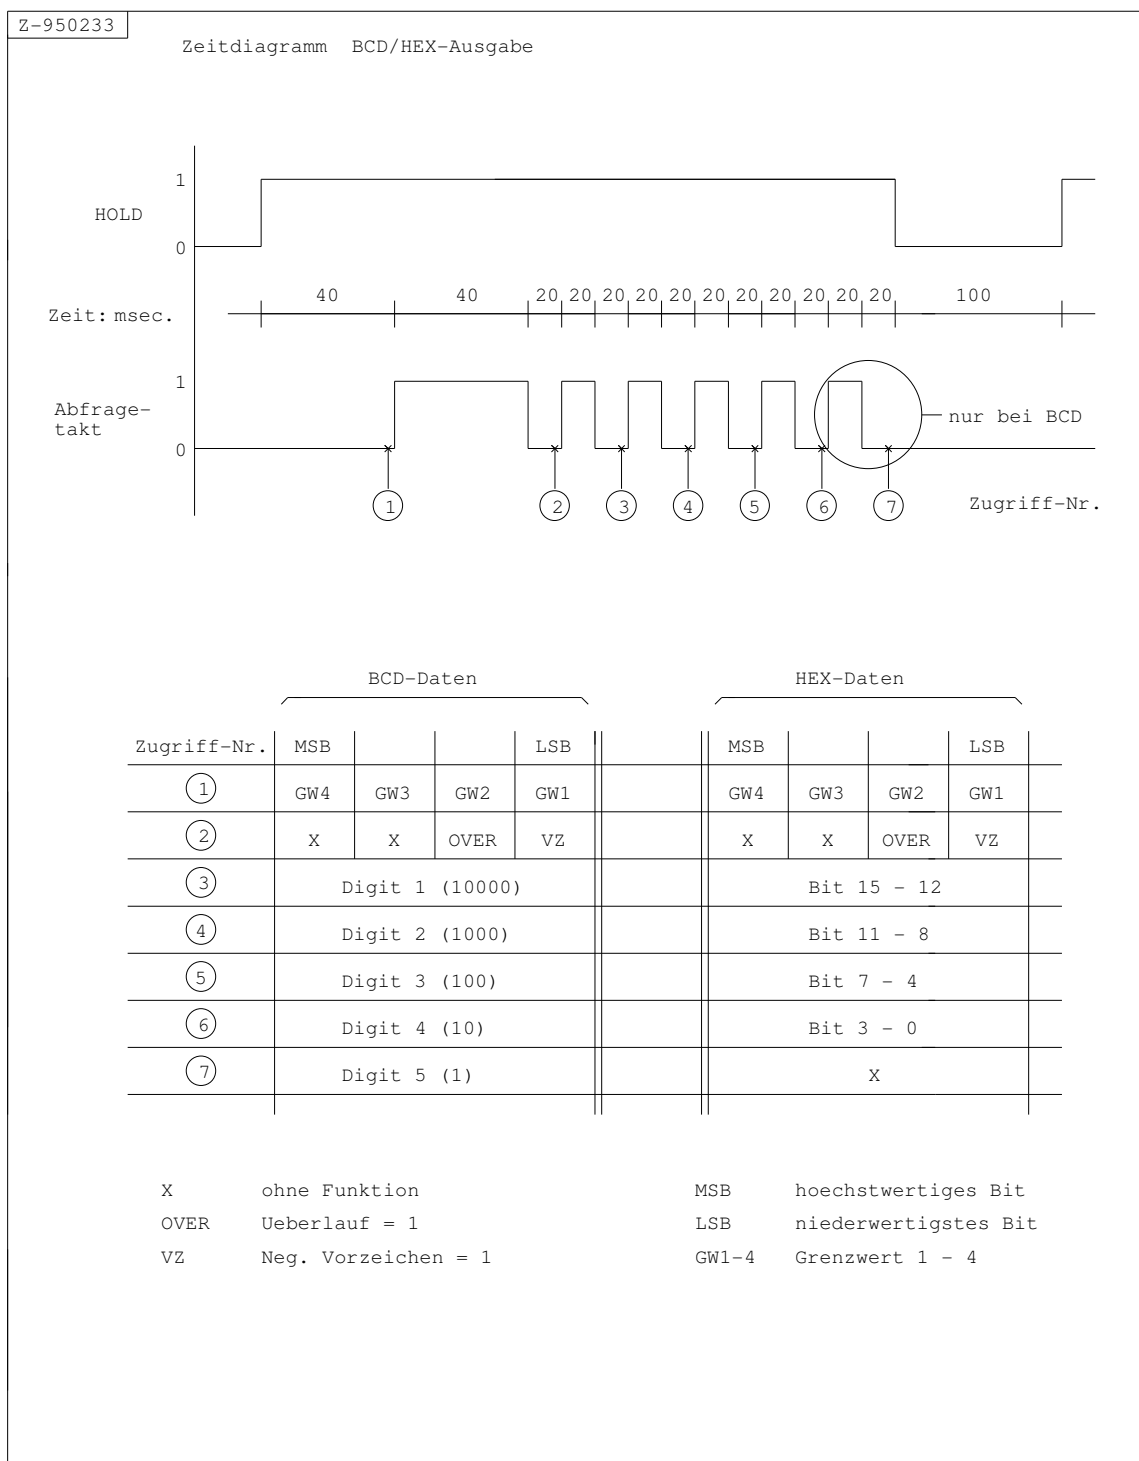 Z-950233
Zeitdiagramm BCD/HEX-Ausgabe
1
HOLD
0
40 40 20 20 20 20 20 20 20 20 20 20 20 100
Zeit: msec.
1
Abfrage-
takt
nur bei BCD
0
1 2 3 4 5 6 7 Zugriff-Nr.
BCD-Daten HEX-Daten
Zugriff-Nr. MSB LSB MSB LSB
1 GW4 GW3 GW2 GW1 GW4 GW3 GW2 GW1
2 X X OVER VZ X X OVER VZ
3 Digit 1 (10000) Bit 15 - 12
4 Digit 2 (1000) Bit 11 - 8
5 Digit 3 (100) Bit 7 - 4
6 Digit 4 (10) Bit 3 - 0
7 Digit 5 (1) X
X ohne Funktion MSB hoechstwertiges Bit
OVER Ueberlauf = 1 LSB niederwertigstes Bit
VZ Neg. Vorzeichen = 1 GW1-4 Grenzwert 1 - 4